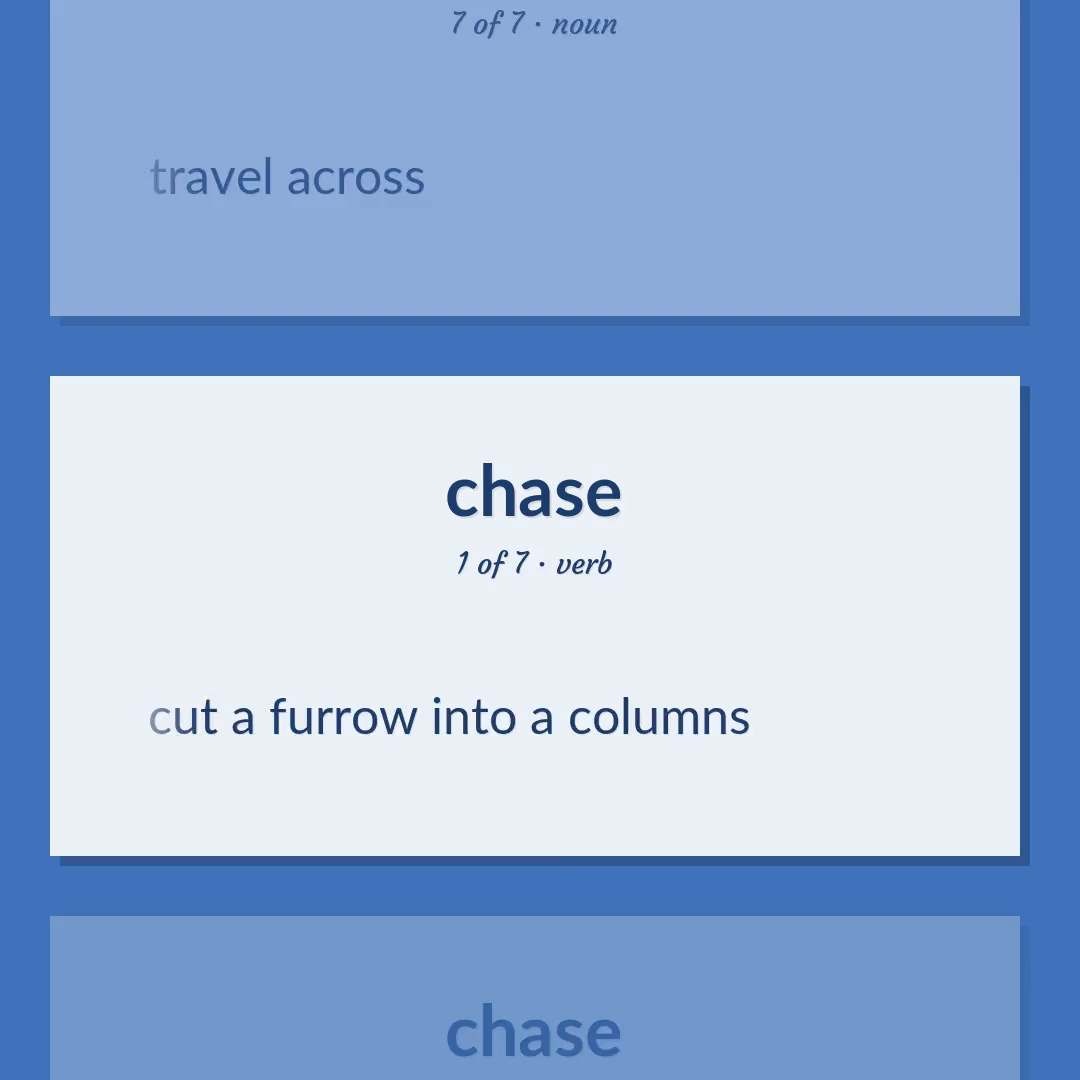 7 of 7 · noun
travel across
chase
1 of 7 · verb
cut a furrow into a columns
chase